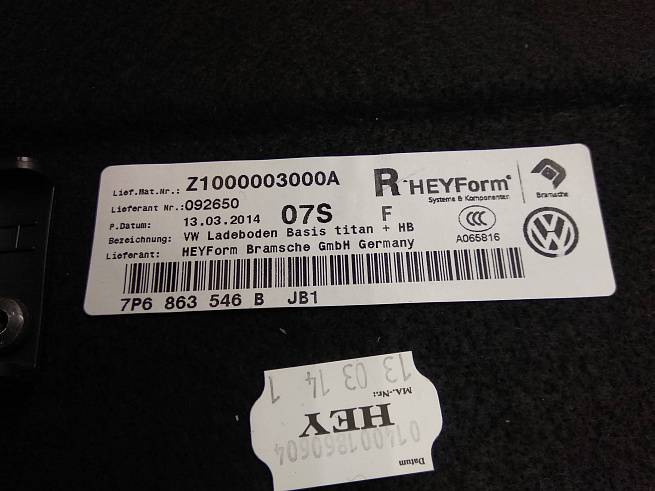 Lief.Mat.Nr.: Z1000003000A R HEYForm
Systeme & Komponenten Bramsche
Lieferant Nr.: 092650
P.Datum: 13.03.2014 07S F CCC
A065816
Bezeichnung: VW Ladeboden Basis titan + HB
Lieferant: HEYForm Bramsche GmbH Germany
7P6 863 546 B JB1
Datum
014001860604
HEY
MA.-Nr.:
13 03 14 1